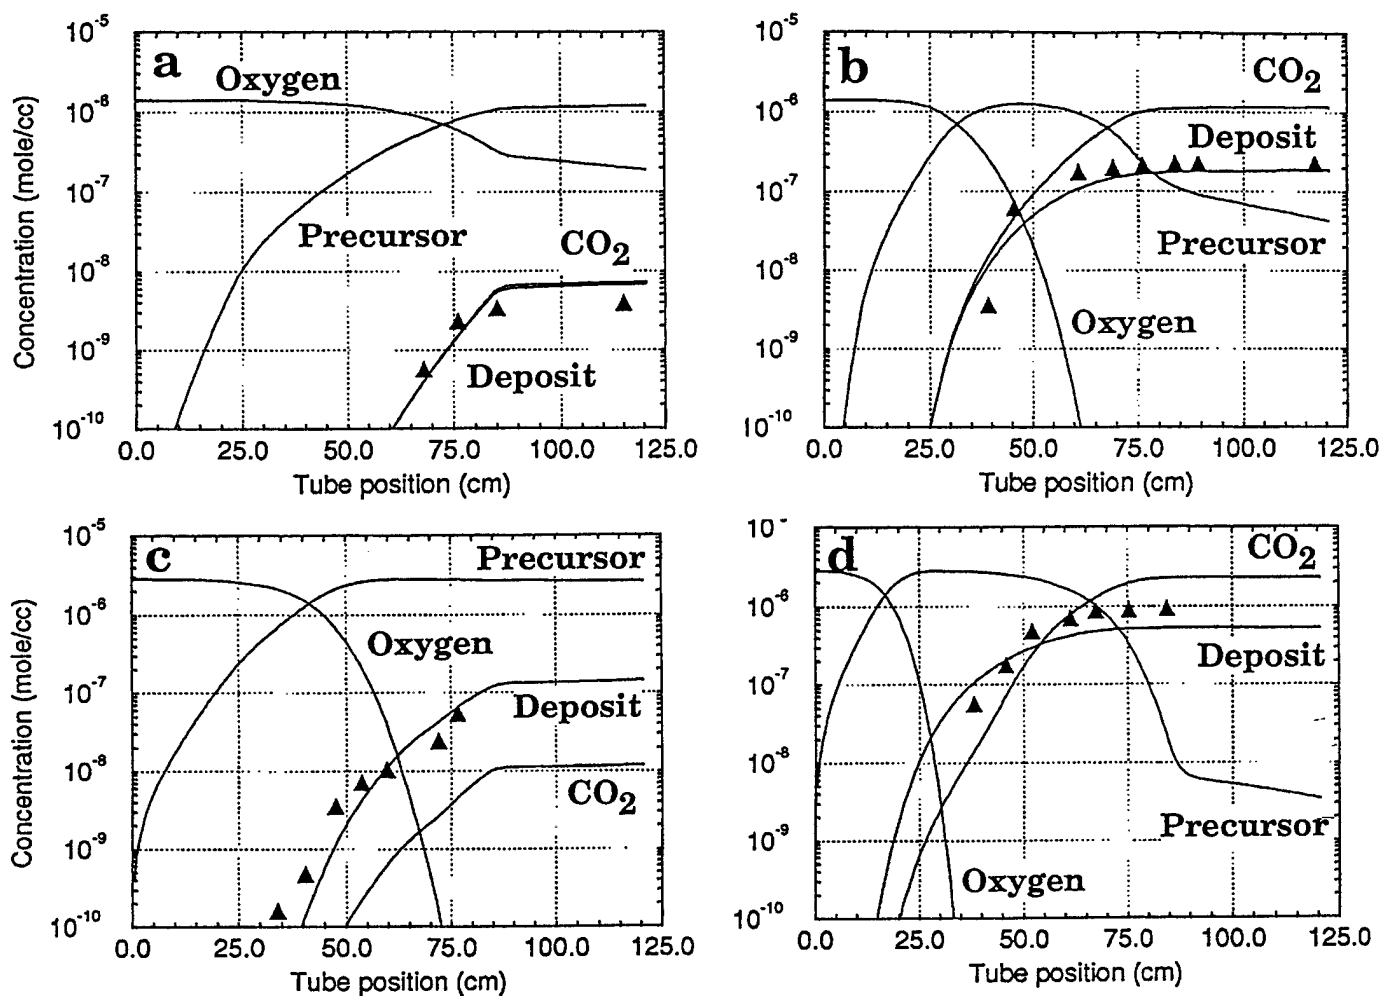 a
Concentration (mole/cc)
10⁻⁵
10⁻⁶
10⁻⁷
10⁻⁸
10⁻⁹
10⁻¹⁰
Oxygen
Precursor
CO₂
Deposit
0.0 25.0 50.0 75.0 100.0 125.0
Tube position (cm)
b
10⁻⁵
10⁻⁶
10⁻⁷
10⁻⁸
10⁻⁹
10⁻¹⁰
CO₂
Deposit
Precursor
Oxygen
0.0 25.0 50.0 75.0 100.0 125.0
Tube position (cm)
c
Concentration (mole/cc)
10⁻⁵
10⁻⁶
10⁻⁷
10⁻⁸
10⁻⁹
10⁻¹⁰
Precursor
Oxygen
Deposit
CO₂
0.0 25.0 50.0 75.0 100.0 125.0
Tube position (cm)
d
10⁻⁶
10⁻⁷
10⁻⁸
10⁻⁹
10⁻¹⁰
CO₂
Deposit
Precursor
Oxygen
0.0 25.0 50.0 75.0 100.0 125.0
Tube position (cm)